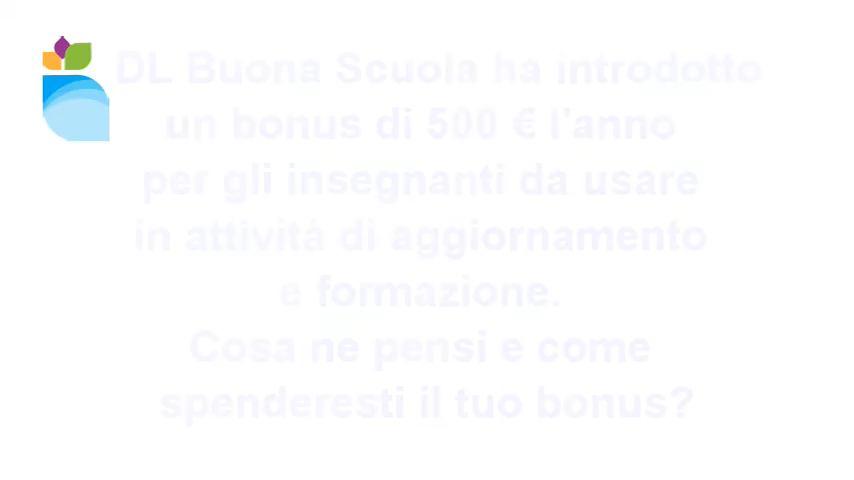 DL Buona Scuola ha introdotto
un bonus di 500 € l'anno
per gli insegnanti da usare
in attività di aggiornamento
e formazione.
Cosa ne pensi e come
spenderesti il tuo bonus?